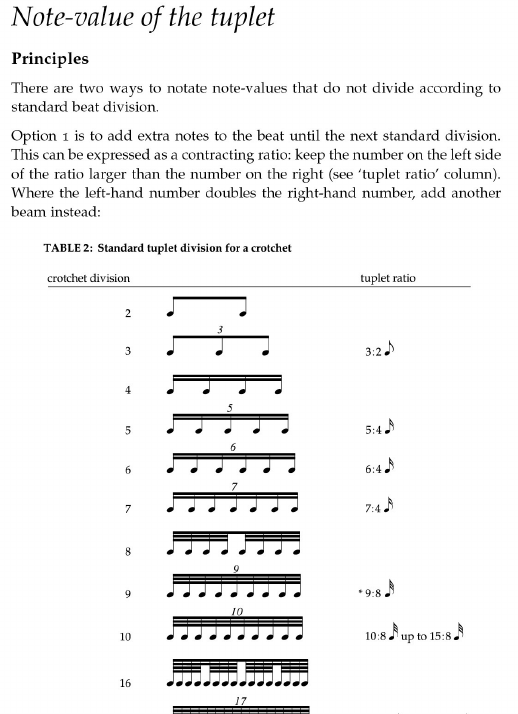 Note-value of the tuplet
Principles
There are two ways to notate note-values that do not divide according to
standard beat division.
Option 1 is to add extra notes to the beat until the next standard division.
This can be expressed as a contracting ratio: keep the number on the left side
of the ratio larger than the number on the right (see ‘tuplet ratio’ column).
Where the left-hand number doubles the right-hand number, add another
beam instead:
TABLE 2: Standard tuplet division for a crotchet
crotchet division tuplet ratio
2
3
3 3:2
4
5
5 5:4
6
6 6:4
7
7 7:4
8
9
9 *9:8
10
10 10:8 up to 15:8
16
17